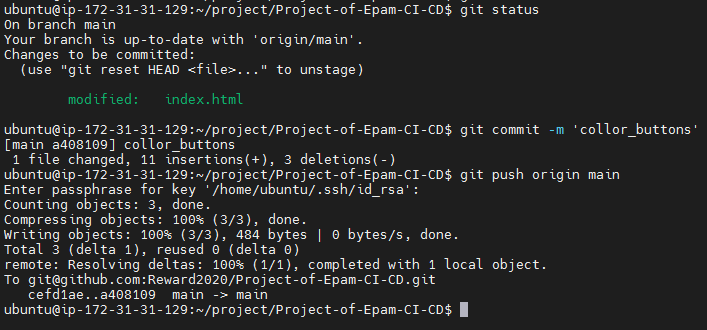 ubuntu@ip-172-31-31-129:~/project/Project-of-Epam-CI-CD$ git status
On branch main
Your branch is up-to-date with 'origin/main'.
Changes to be committed:
  (use "git reset HEAD <file>..." to unstage)
        modified:   index.html
ubuntu@ip-172-31-31-129:~/project/Project-of-Epam-CI-CD$ git commit -m 'collor_buttons'
[main a408109] collor_buttons
 1 file changed, 11 insertions(+), 3 deletions(-)
ubuntu@ip-172-31-31-129:~/project/Project-of-Epam-CI-CD$ git push origin main
Enter passphrase for key '/home/ubuntu/.ssh/id_rsa':
Counting objects: 3, done.
Compressing objects: 100% (3/3), done.
Writing objects: 100% (3/3), 484 bytes | 0 bytes/s, done.
Total 3 (delta 1), reused 0 (delta 0)
remote: Resolving deltas: 100% (1/1), completed with 1 local object.
To git@github.com:Reward2020/Project-of-Epam-CI-CD.git
   cefd1ae..a408109  main -> main
ubuntu@ip-172-31-31-129:~/project/Project-of-Epam-CI-CD$